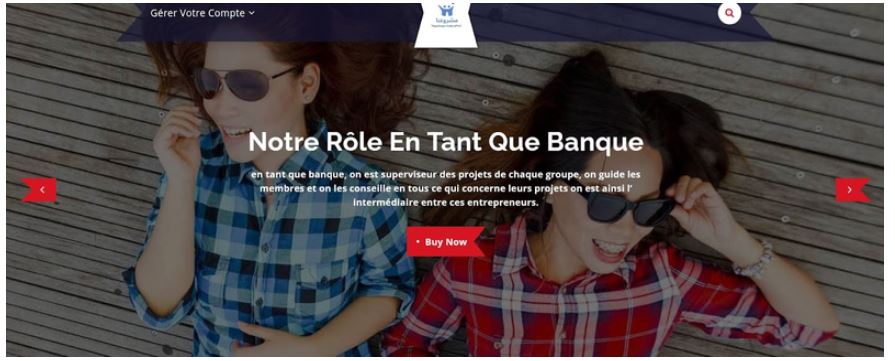 Gérer Votre Compte
مشروعنا
Notre Rôle En Tant Que Banque
en tant que banque, on est superviseur des projets de chaque groupe, on guide les
membres et on les conseille en tous ce qui concerne leurs projets on est ainsi l'
intermédiaire entre ces entrepreneurs.
• Buy Now